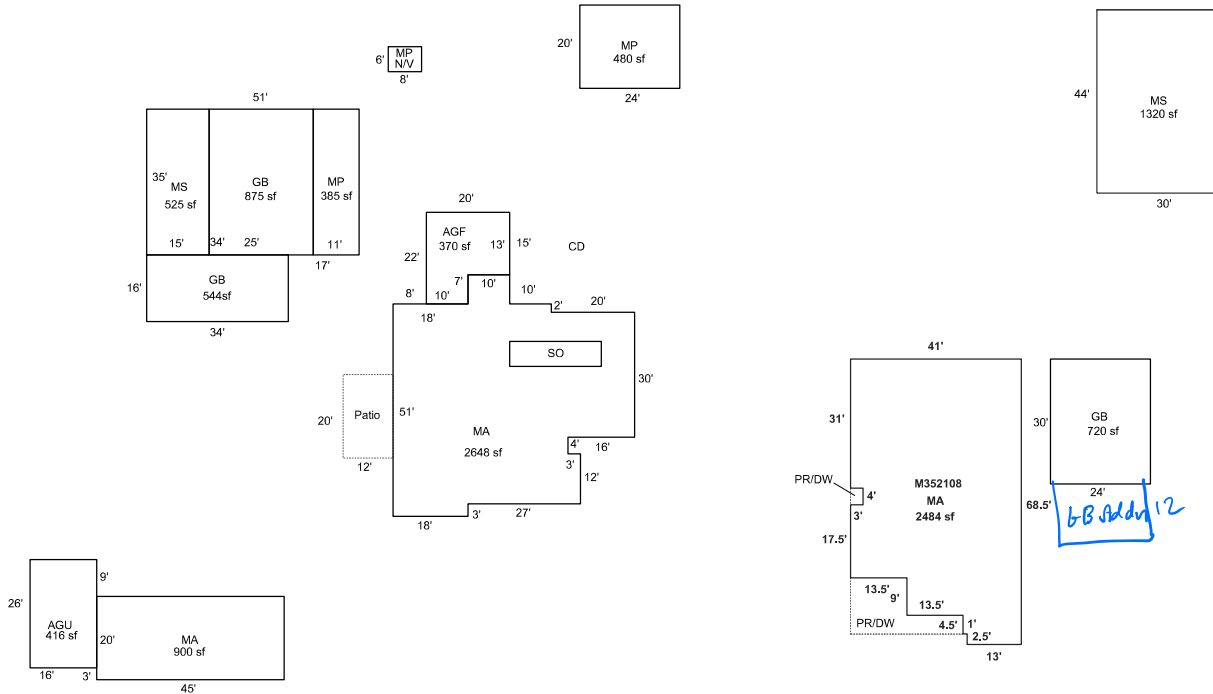 20'
MP
480 sf
24'
6'
MP
N/V
8'
44'
MS
1320 sf
30'
51'
35'
MS
525 sf
15'
GB
875 sf
34'
25'
MP
385 sf
11'
17'
16'
GB
544sf
34'
20'
AGF
370 sf
13'
15'
CD
22'
7'
10'
8'
10'
10'
2'
20'
18'
SO
30'
20'
Patio
12'
51'
MA
2648 sf
4'
16'
3'
12'
18'
3'
27'
41'
31'
PR/DW
4'
3'
M352108
MA
2484 sf
68.5'
17.5'
13.5'
9'
13.5'
PR/DW
4.5'
1'
2.5'
13'
30'
GB
720 sf
24'
GB Addn 12
26'
AGU
416 sf
9'
20'
MA
900 sf
16'
3'
45'